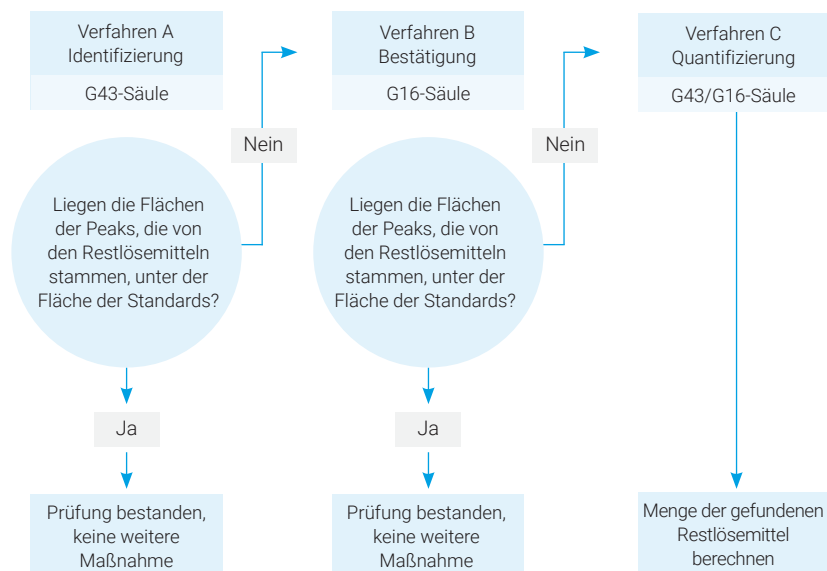 Verfahren A
Identifizierung
G43-Säule
Nein
Liegen die Flächen
der Peaks, die von
den Restlösemitteln
stammen, unter der
Fläche der Standards?
Ja
Prüfung bestanden,
keine weitere
Maßnahme
Verfahren B
Bestätigung
G16-Säule
Nein
Liegen die Flächen
der Peaks, die von
den Restlösemitteln
stammen, unter der
Fläche der Standards?
Ja
Prüfung bestanden,
keine weitere
Maßnahme
Verfahren C
Quantifizierung
G43/G16-Säule
Menge der gefundenen
Restlösemittel
berechnen